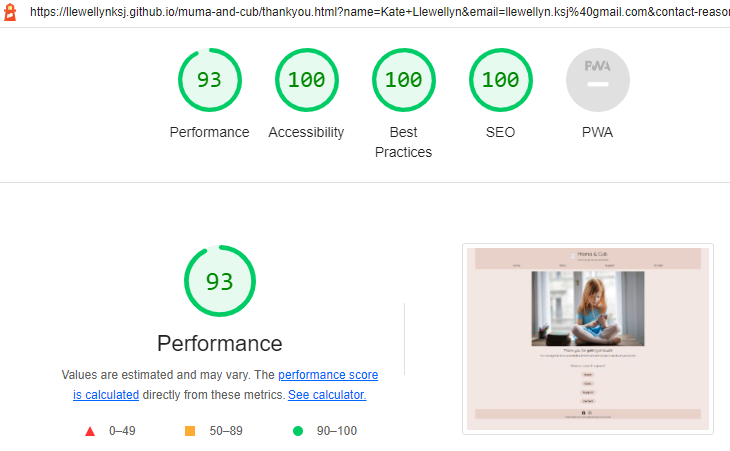 https://llewellynksj.github.io/muma-and-cub/thankyou.html?name=Kate+Llewellyn&email=llewellyn.ksj%40gmail.com&contact-reason
93 100 100 100 PWA
Performance Accessibility Best Practices SEO PWA
93
Performance
Values are estimated and may vary. The performance score
is calculated directly from these metrics. See calculator.
0–49 50–89 90–100
Muma & Cub